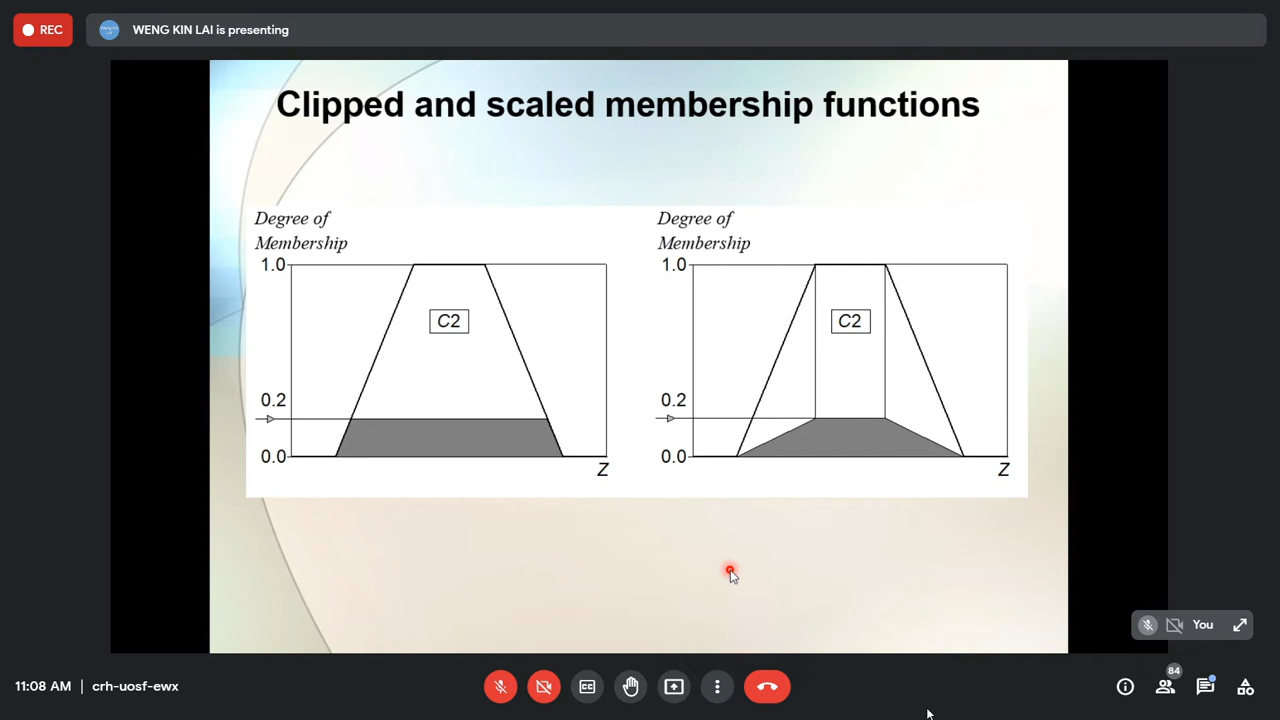 REC
WENG KIN LAI is presenting
Clipped and scaled membership functions
Degree of
Membership
1.0
C2
0.2
0.0
Z
Degree of
Membership
1.0
C2
0.2
0.0
Z
You
11:08 AM | crh-uosf-ewx
84